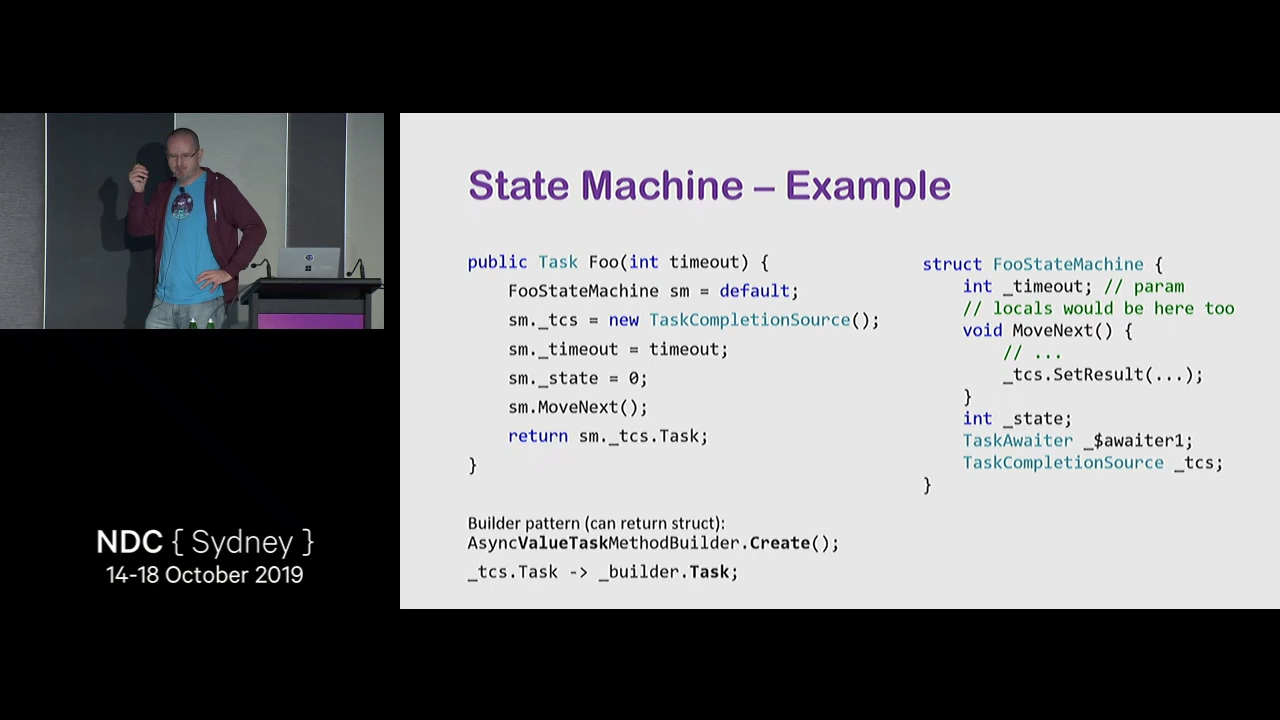 State Machine – Example
public Task Foo(int timeout) {
FooStateMachine sm = default;
sm._tcs = new TaskCompletionSource();
sm._timeout = timeout;
sm._state = 0;
sm.MoveNext();
return sm._tcs.Task;
}
struct FooStateMachine {
int _timeout; // param
// locals would be here too
void MoveNext() {
// ...
_tcs.SetResult(...);
}
int _state;
TaskAwaiter _$awaiter1;
TaskCompletionSource _tcs;
}
Builder pattern (can return struct):
AsyncValueTaskMethodBuilder.Create();
_tcs.Task -> _builder.Task;
NDC { Sydney }
14-18 October 2019